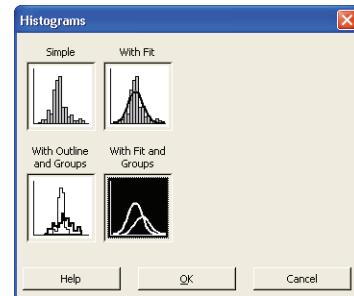 Histograms
Simple
With Fit
With Outline
and Groups
With Fit and
Groups
Help
OK
Cancel